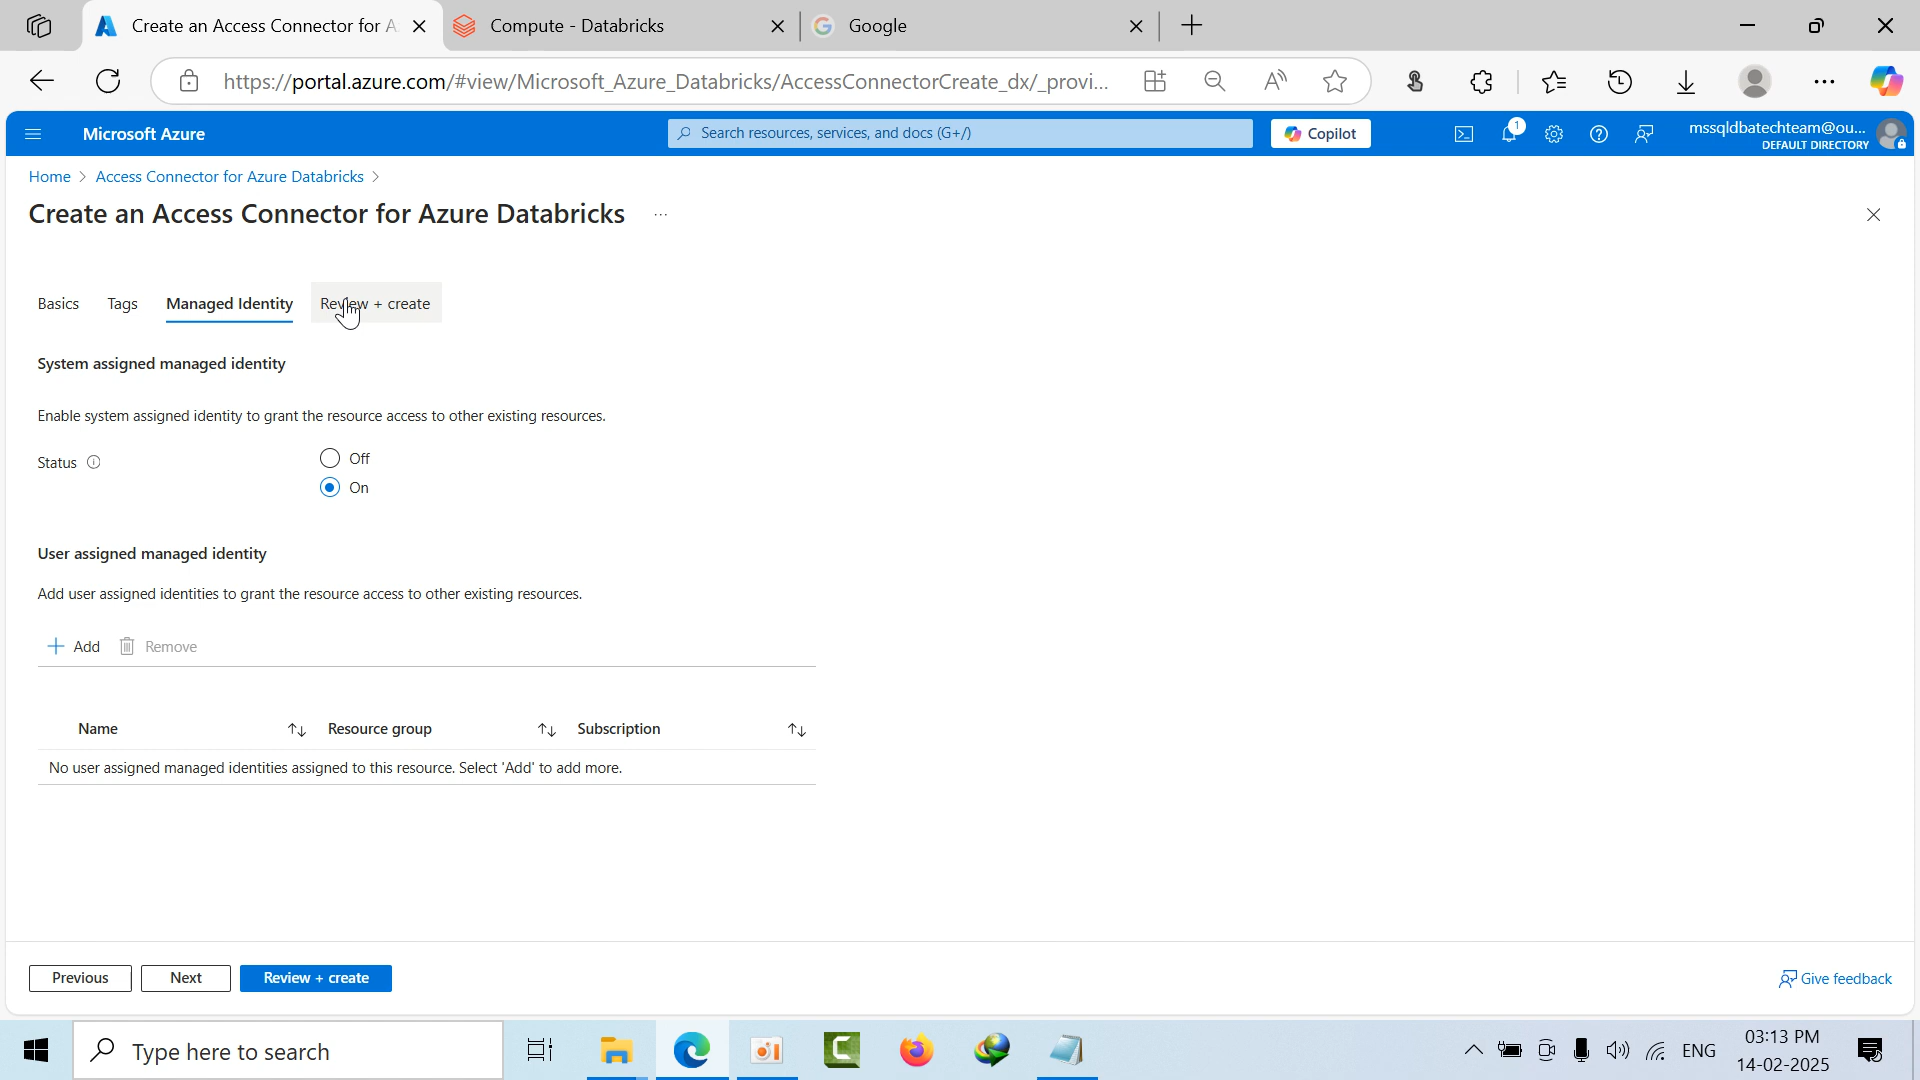 Create an Access Connector for A
Compute - Databricks
Google
https://portal.azure.com/#view/Microsoft_Azure_Databricks/AccessConnectorCreate_dx/_provi...
Microsoft Azure
Search resources, services, and docs (G+/)
Copilot
1
mssqldbatechteam@ou...
DEFAULT DIRECTORY
Home > Access Connector for Azure Databricks >
Create an Access Connector for Azure Databricks ...
Basics Tags Managed Identity Review + create
System assigned managed identity
Enable system assigned identity to grant the resource access to other existing resources.
Status
Off
On
User assigned managed identity
Add user assigned identities to grant the resource access to other existing resources.
+ Add Remove
Name Resource group Subscription
No user assigned managed identities assigned to this resource. Select 'Add' to add more.
Previous Next Review + create
Give feedback
Type here to search
ENG
03:13 PM
14-02-2025